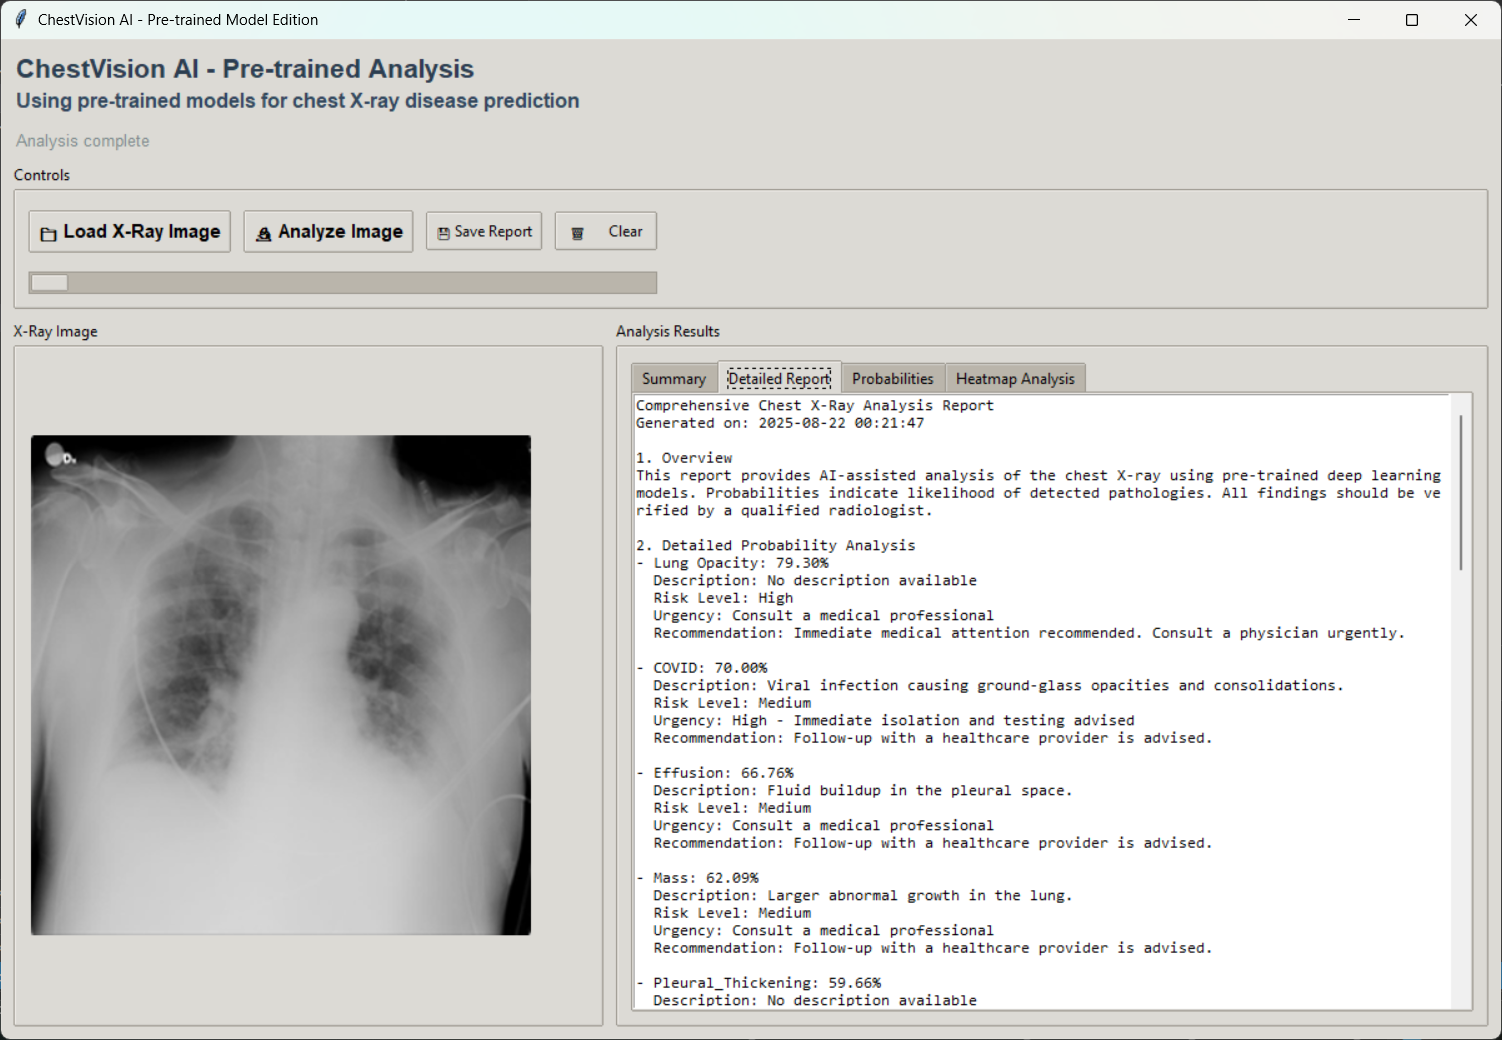 ChestVision AI - Pre-trained Model Edition
ChestVision AI - Pre-trained Analysis
Using pre-trained models for chest X-ray disease prediction
Analysis complete
Controls
Load X-Ray Image
Analyze Image
Save Report
Clear
X-Ray Image
D.
Analysis Results
Summary
Detailed Report
Probabilities
Heatmap Analysis
Comprehensive Chest X-Ray Analysis Report
Generated on: 2025-08-22 00:21:47
1. Overview
This report provides AI-assisted analysis of the chest X-ray using pre-trained deep learning
models. Probabilities indicate likelihood of detected pathologies. All findings should be ve
rified by a qualified radiologist.
2. Detailed Probability Analysis
- Lung Opacity: 79.30%
Description: No description available
Risk Level: High
Urgency: Consult a medical professional
Recommendation: Immediate medical attention recommended. Consult a physician urgently.
- COVID: 70.00%
Description: Viral infection causing ground-glass opacities and consolidations.
Risk Level: Medium
Urgency: High - Immediate isolation and testing advised
Recommendation: Follow-up with a healthcare provider is advised.
- Effusion: 66.76%
Description: Fluid buildup in the pleural space.
Risk Level: Medium
Urgency: Consult a medical professional
Recommendation: Follow-up with a healthcare provider is advised.
- Mass: 62.09%
Description: Larger abnormal growth in the lung.
Risk Level: Medium
Urgency: Consult a medical professional
Recommendation: Follow-up with a healthcare provider is advised.
- Pleural_Thickening: 59.66%
Description: No description available